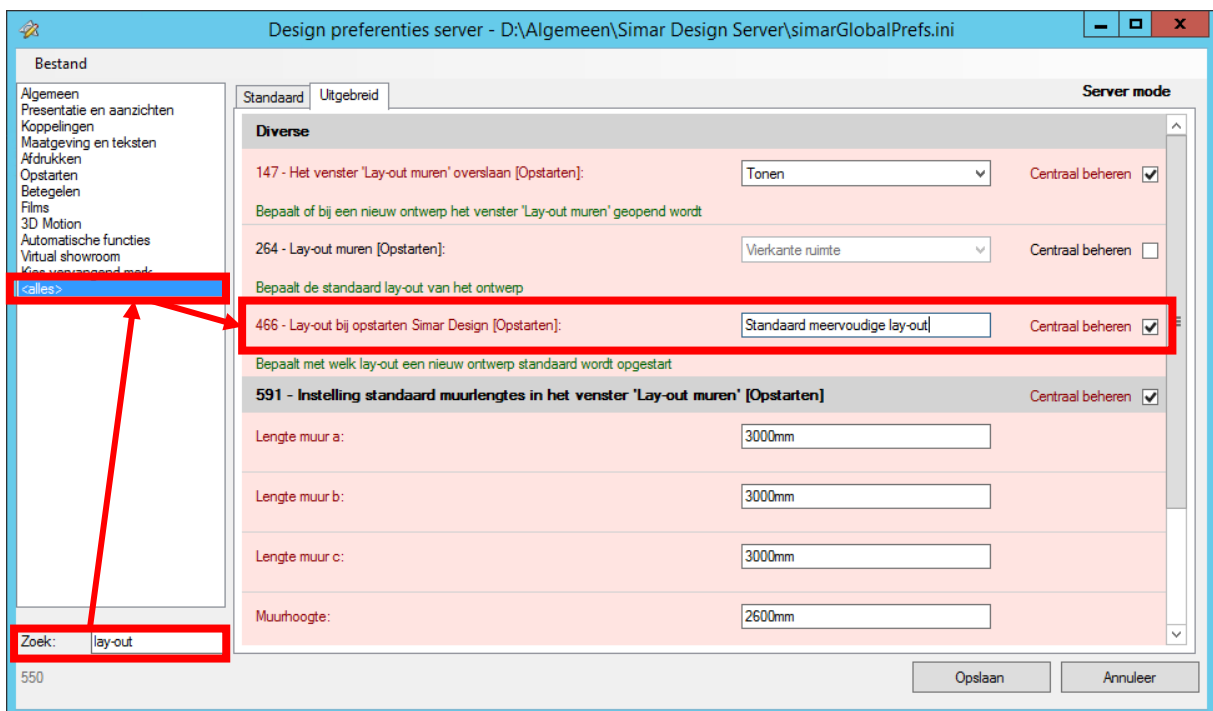 Design preferenties server - D:\Algemeen\Simar Design Server\simarGlobalPrefs.ini
Bestand
Algemeen
Presentatie en aanzichten
Koppelingen
Maatgeving en teksten
Afdrukken
Opstarten
Betegelen
Films
3D Motion
Automatische functies
Virtual showroom
Kies vervangend merk
<alles>
Zoek: lay-out
550
Standaard Uitgebreid
Server mode
Diverse
147 - Het venster 'Lay-out muren' overslaan [Opstarten]: Tonen Centraal beheren
Bepaalt of bij een nieuw ontwerp het venster 'Lay-out muren' geopend wordt
264 - Lay-out muren [Opstarten]: Vierkante ruimte Centraal beheren
Bepaalt de standaard lay-out van het ontwerp
466 - Lay-out bij opstarten Simar Design [Opstarten]: Standaard meervoudige lay-out Centraal beheren
Bepaalt met welk lay-out een nieuw ontwerp standaard wordt opgestart
591 - Instelling standaard muurlengtes in het venster 'Lay-out muren' [Opstarten] Centraal beheren
Lengte muur a: 3000mm
Lengte muur b: 3000mm
Lengte muur c: 3000mm
Muurhoogte: 2600mm
Opslaan Annuleer